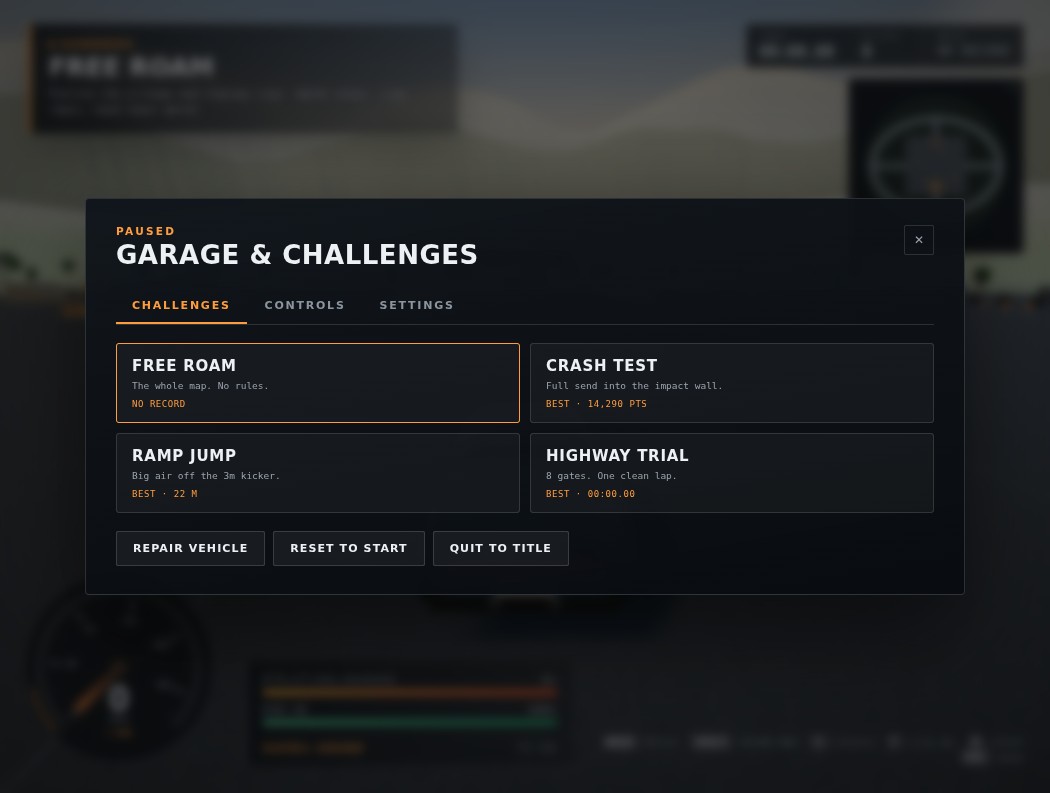 FREE ROAM
PAUSED
GARAGE & CHALLENGES
×
CHALLENGES CONTROLS SETTINGS
FREE ROAM
The whole map. No rules.
NO RECORD
CRASH TEST
Full send into the impact wall.
BEST · 14,290 PTS
RAMP JUMP
Big air off the 3m kicker.
BEST · 22 M
HIGHWAY TRIAL
8 gates. One clean lap.
BEST · 00:00.00
REPAIR VEHICLE RESET TO START QUIT TO TITLE
0